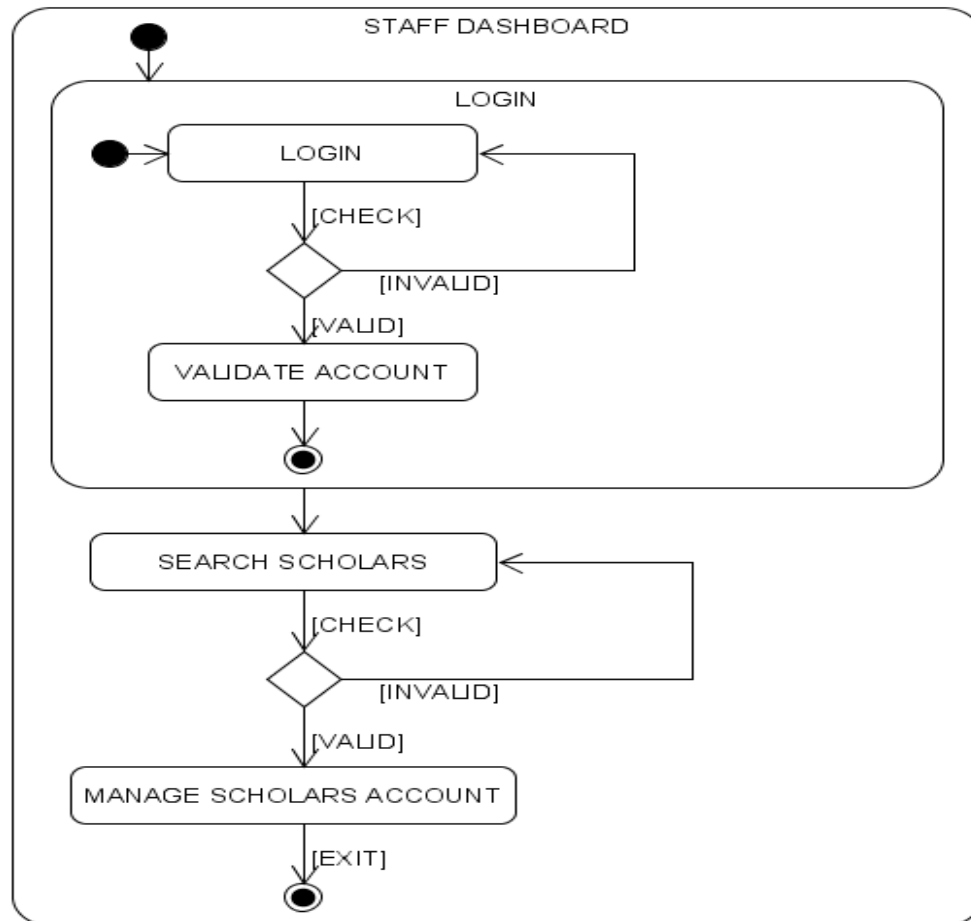 STAFF DASHBOARD
LOGIN
LOGIN
[CHECK]
[INVALID]
[VALID]
VALIDATE ACCOUNT
SEARCH SCHOLARS
[CHECK]
[INVALID]
[VALID]
MANAGE SCHOLARS ACCOUNT
[EXIT]